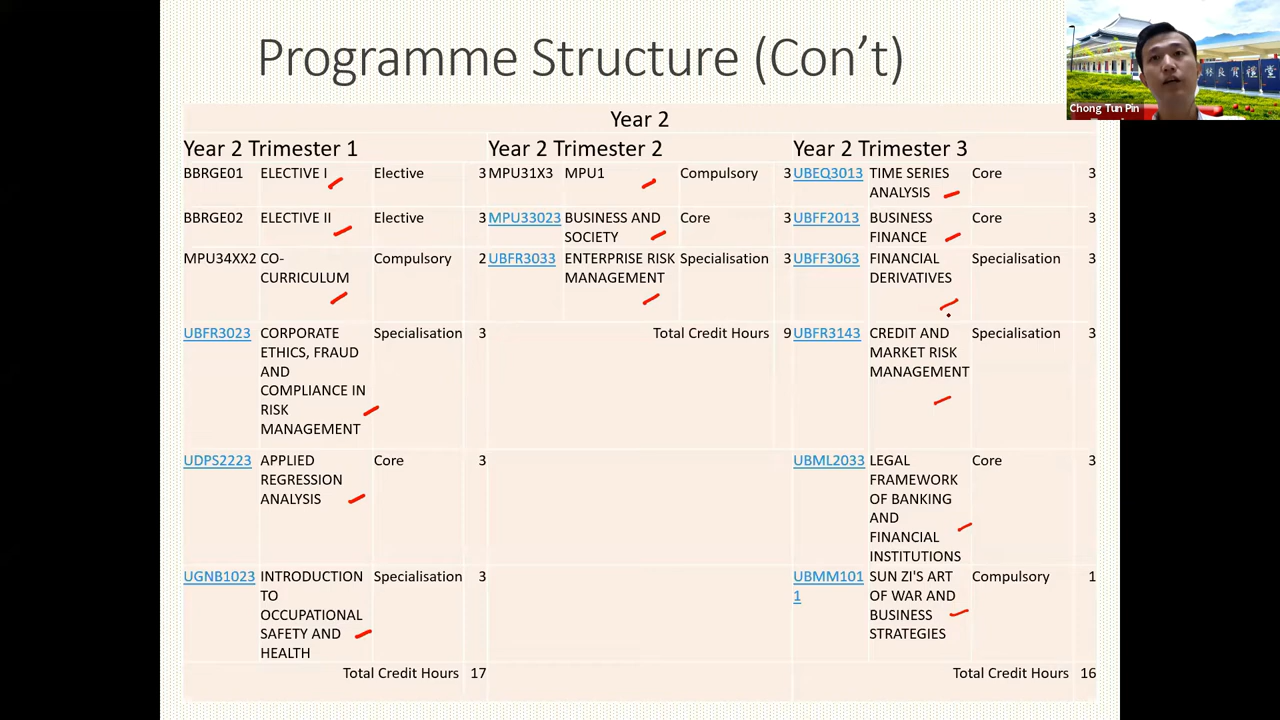 Programme Structure (Con't)
Chong Tun Pin
Year 2
Year 2 Trimester 1
Year 2 Trimester 2
Year 2 Trimester 3
BBRGE01 ELECTIVE I Elective 3
BBRGE02 ELECTIVE II Elective 3
MPU34XX2 CO-
CURRICULUM
Compulsory 2
UBFR3023 CORPORATE
ETHICS, FRAUD
AND
COMPLIANCE IN
RISK
MANAGEMENT
Specialisation 3
UDPS2223 APPLIED
REGRESSION
ANALYSIS
Core 3
UGNB1023 INTRODUCTION
TO
OCCUPATIONAL
SAFETY AND
HEALTH
Specialisation 3
Total Credit Hours 17
MPU31X3 MPU1 Compulsory 3
MPU33023 BUSINESS AND
SOCIETY
Core 3
UBFR3033 ENTERPRISE RISK
MANAGEMENT
Specialisation 3
Total Credit Hours 9
UBEQ3013 TIME SERIES
ANALYSIS
Core 3
UBFF2013 BUSINESS
FINANCE
Core 3
UBFF3063 FINANCIAL
DERIVATIVES
Specialisation 3
UBFR3143 CREDIT AND
MARKET RISK
MANAGEMENT
Specialisation 3
UBML2033 LEGAL
FRAMEWORK
OF BANKING
AND
FINANCIAL
INSTITUTIONS
Core 3
UBMM101
1
SUN ZI'S ART
OF WAR AND
BUSINESS
STRATEGIES
Compulsory 1
Total Credit Hours 16